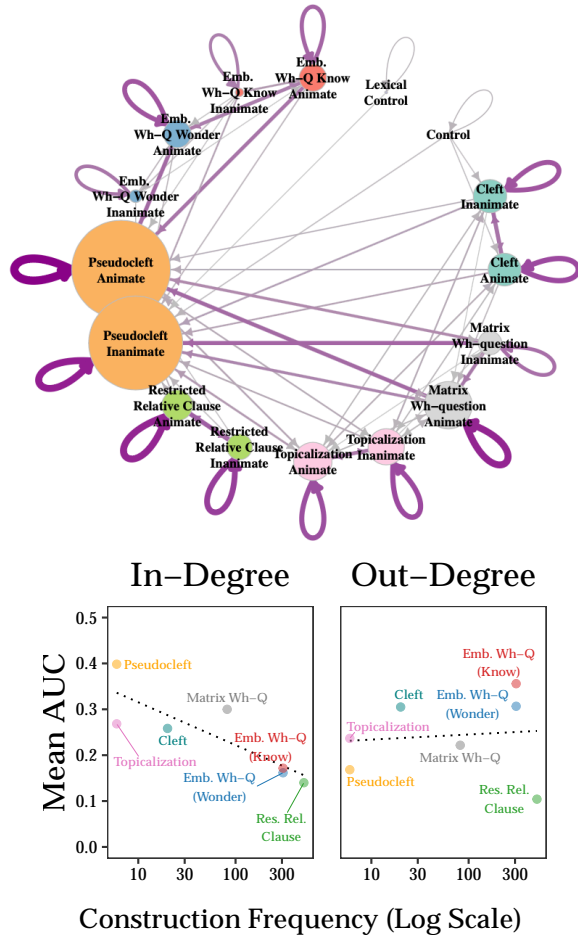 Emb.
Wh−Q Know
Inanimate
Emb.
Wh−Q Know
Animate
Lexical
Control
Control
Emb.
Wh−Q Wonder
Animate
Emb.
Wh−Q Wonder
Inanimate
Cleft
Inanimate
Cleft
Animate
Pseudocleft
Animate
Pseudocleft
Inanimate
Matrix
Wh−question
Inanimate
Matrix
Wh−question
Animate
Restricted
Relative Clause
Animate
Restricted
Relative Clause
Inanimate
Topicalization
Animate
Topicalization
Inanimate
In−Degree
Out−Degree
Mean AUC
0.5
0.4
0.3
0.2
0.1
0.0
Pseudocleft
Matrix Wh−Q
Cleft
Topicalization
Emb. Wh−Q
(Know)
Emb. Wh−Q
(Wonder)
Res. Rel.
Clause
10
30
100
300
Emb. Wh−Q
(Know)
Cleft
Emb. Wh−Q
(Wonder)
Topicalization
Matrix Wh−Q
Pseudocleft
Res. Rel.
Clause
10
30
100
300
Construction Frequency (Log Scale)